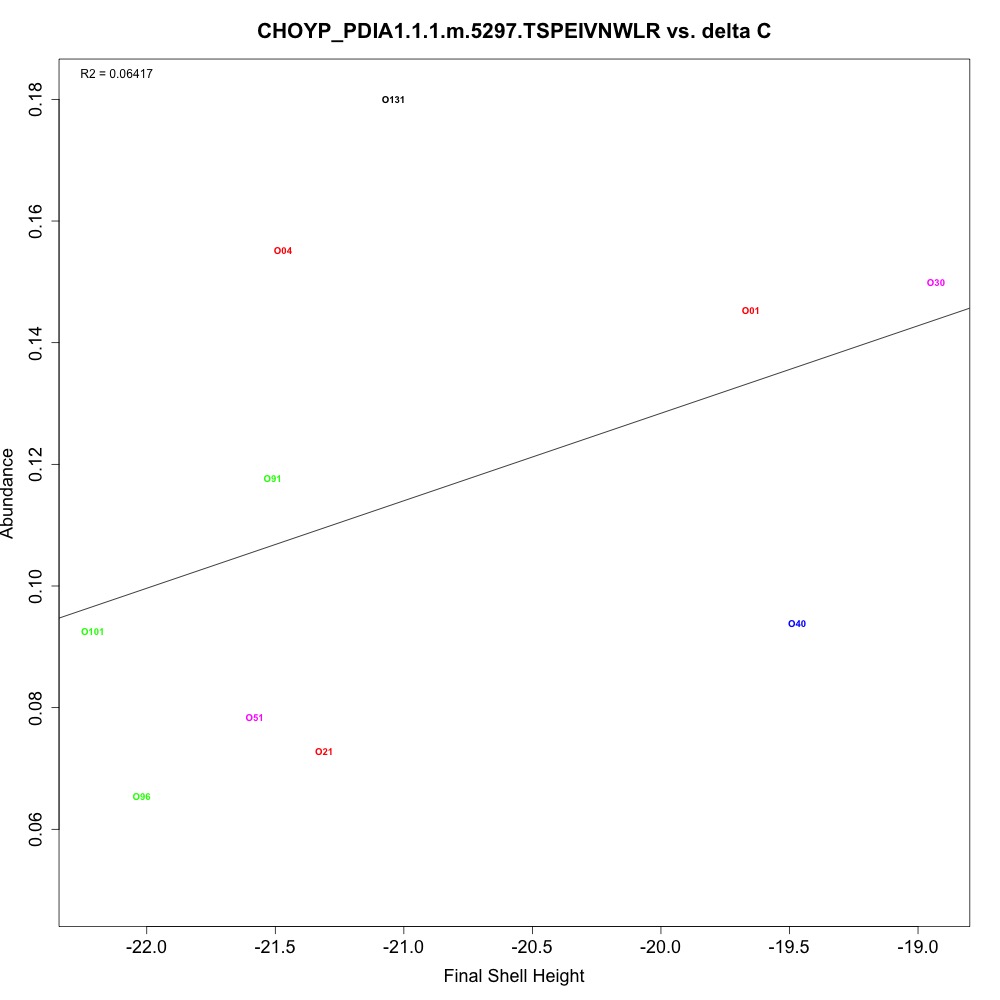 CHOYP_PDIA1.1.1.m.5297.TSPEIVNWLR vs. delta C
R2 = 0.06417
O131
O04
O30
O01
O91
O101
O40
O51
O21
O96
Abundance
0.18
0.16
0.14
0.12
0.10
0.08
0.06
-22.0 -21.5 -21.0 -20.5 -20.0 -19.5 -19.0
Final Shell Height